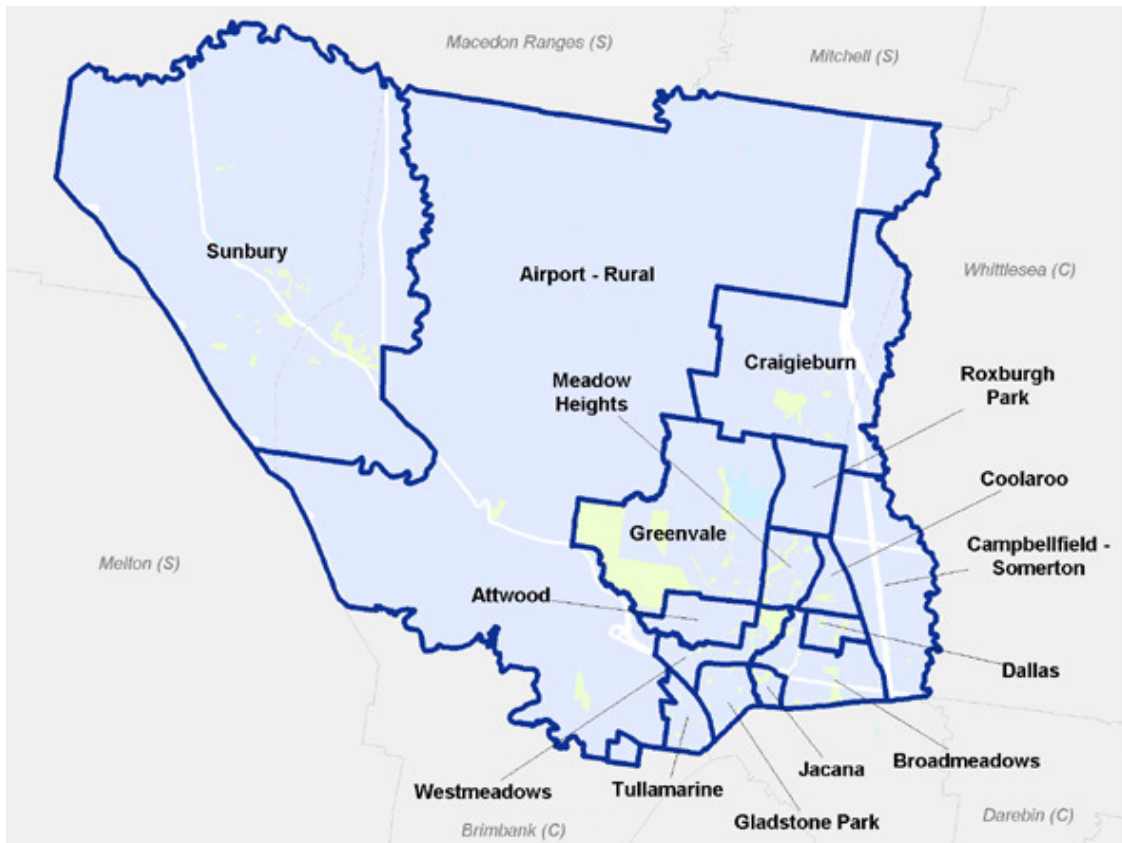 Macedon Ranges (S)
Mitchell (S)
Sunbury
Airport - Rural
Whittlesea (C)
Craigieburn
Meadow
Heights
Roxburgh
Park
Coolaroo
Greenvale
Campbellfield -
Somerton
Melton (S)
Attwood
Dallas
Broadmeadows
Jacana
Westmeadows
Tullamarine
Gladstone Park
Brimbank (C)
Darebin (C)